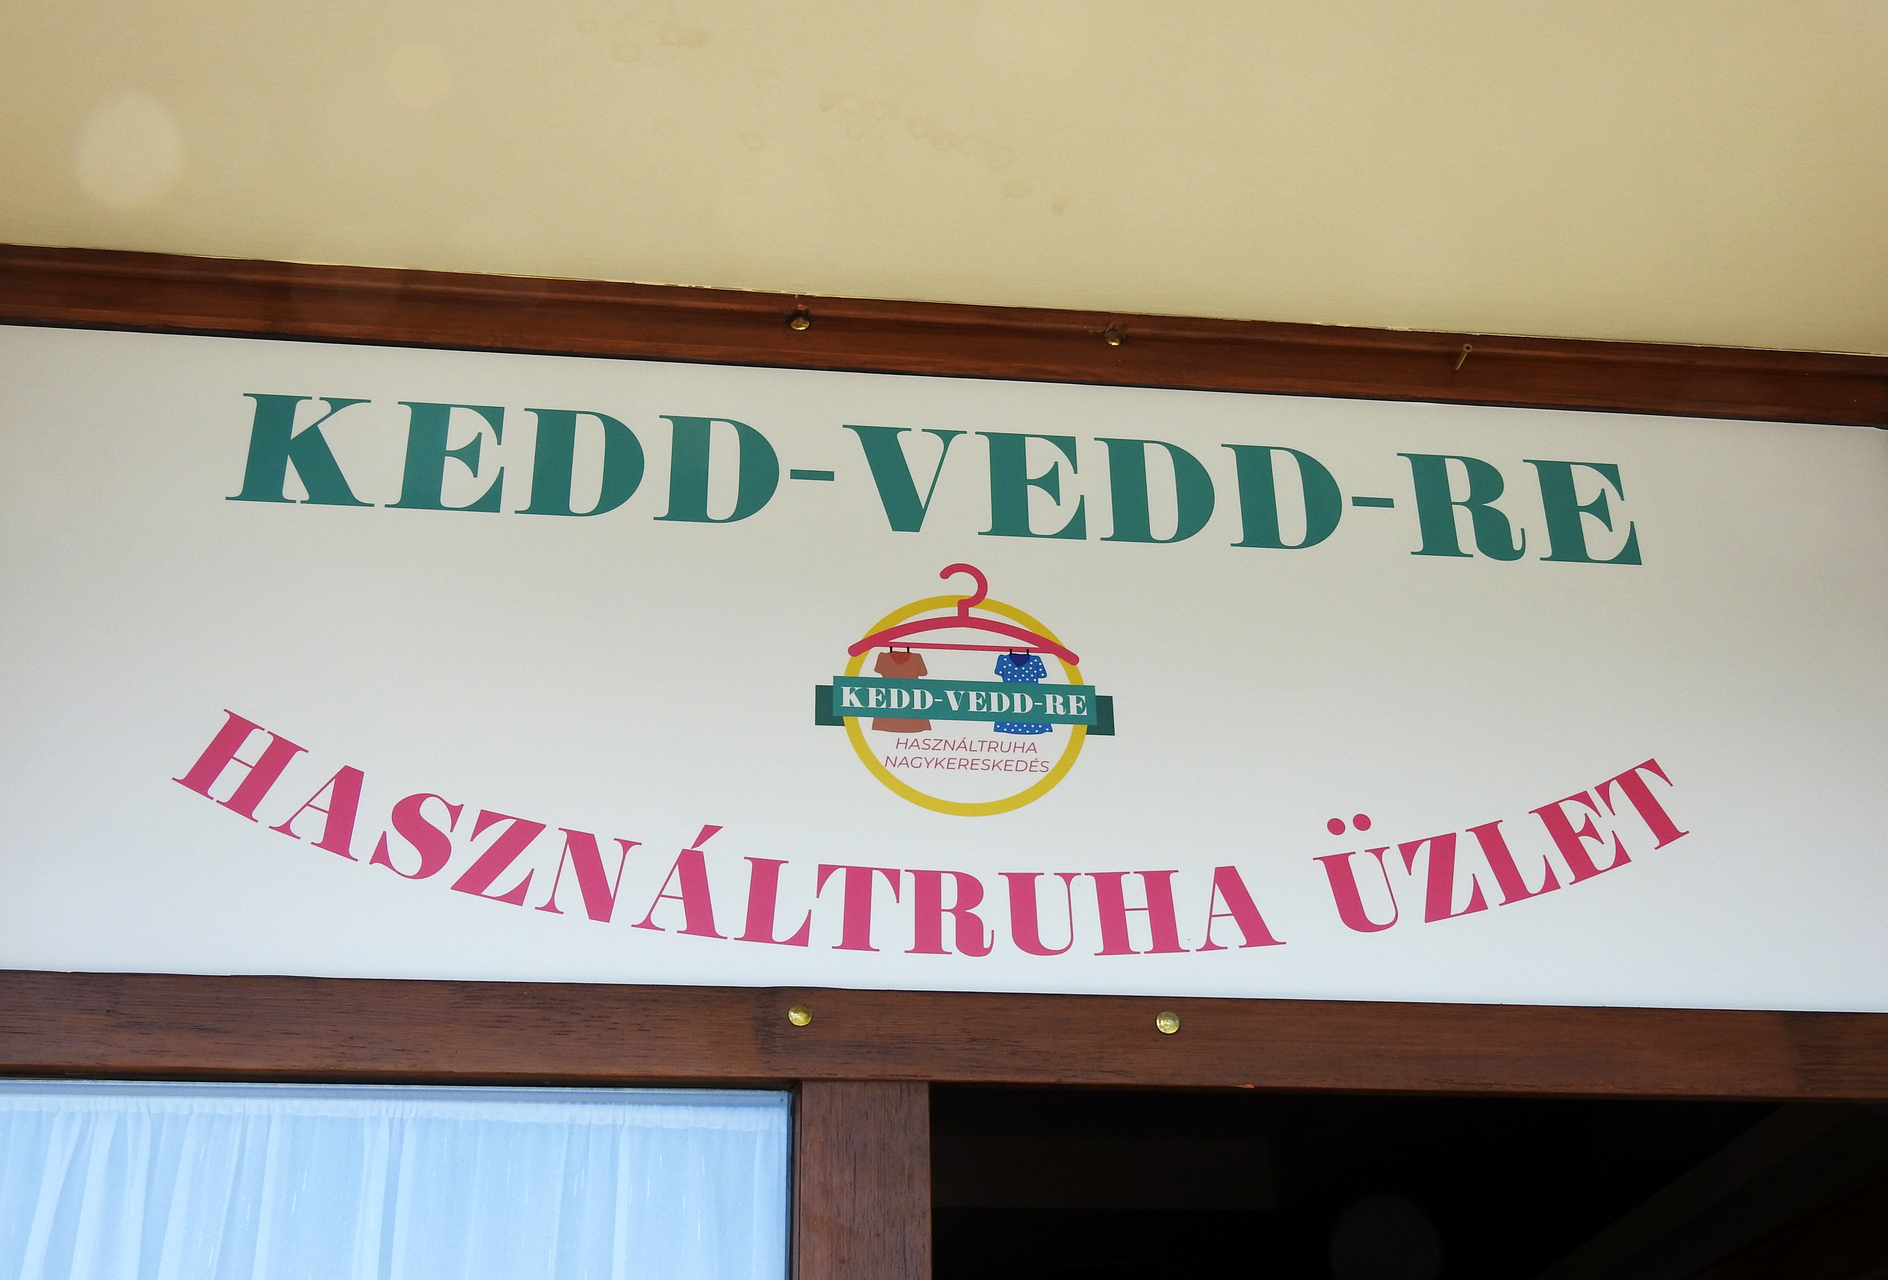 KEDD-VEDD-RE
KEDD-VEDD-RE
HASZNÁLTRUHA
NAGYKERESKEDÉS
HASZNÁLTRUHA ÜZLET